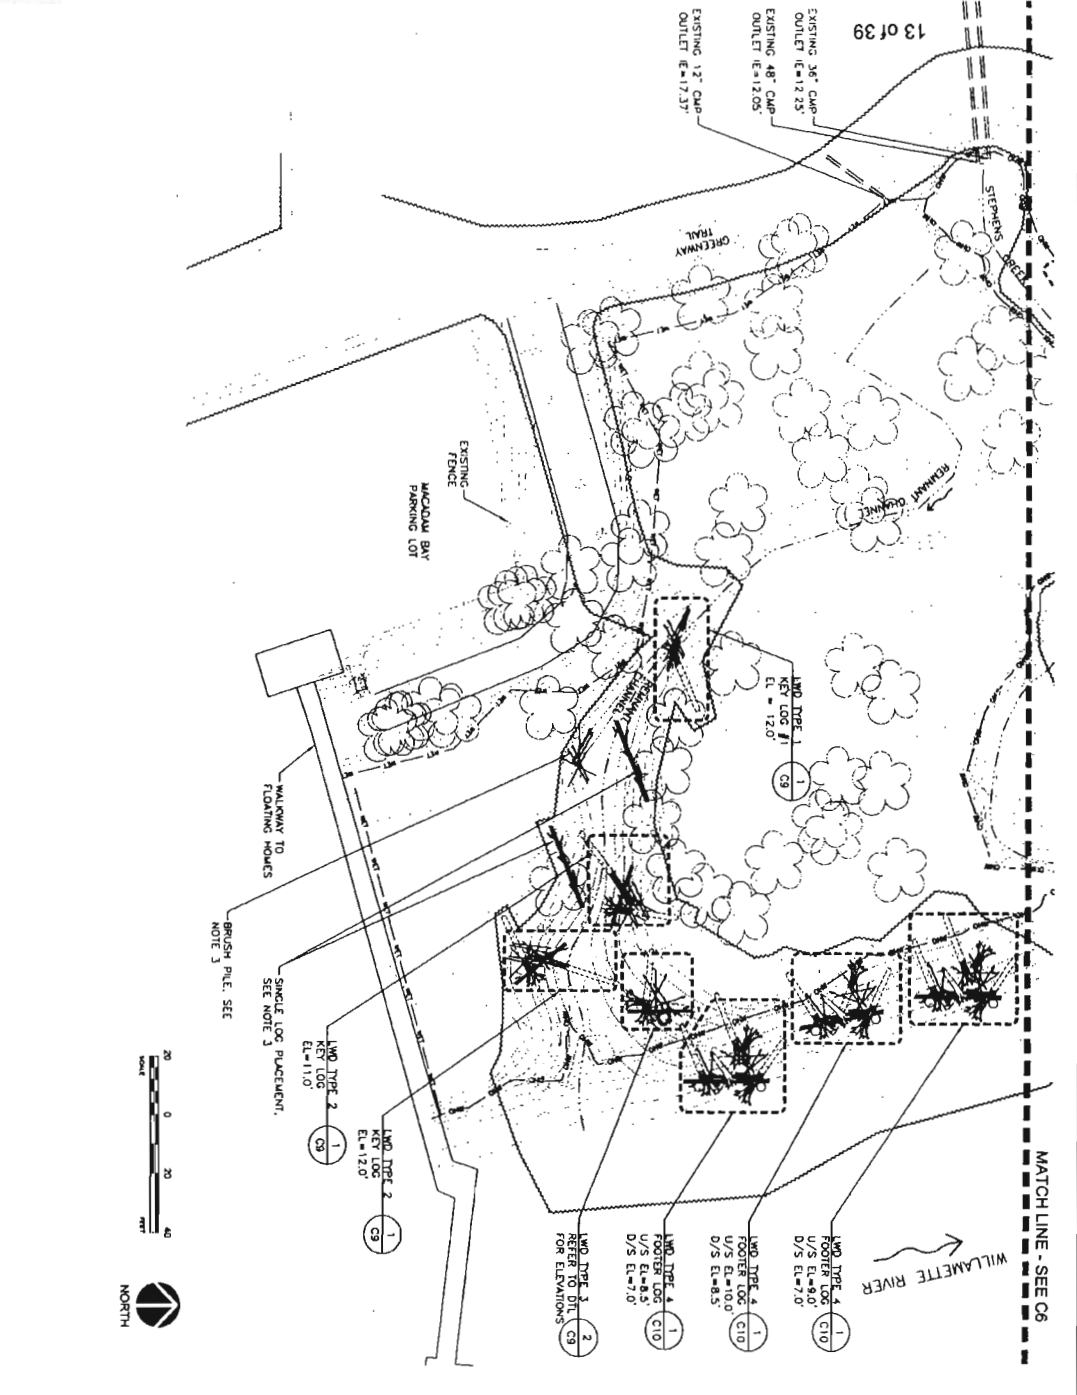 13 of 39
EXISTING 36" CMP
OUTLET IE=12.25'
EXISTING 48" CMP
OUTLET IE=12.05'
EXISTING 12" CMP
OUTLET IE=17.37'
STEPHENS
CREEK
GREENWAY
TRAIL
REMNANT CHANNEL
EXISTING
FENCE
MACADAM BAY
PARKING LOT
REMNANT
CHANNEL
LWD TYPE 1
KEY LOG #1
EL = 12.0'
1
C9
WALKWAY TO
FLOATING HOMES
BRUSH PILE, SEE
NOTE 3
SINGLE LOG PLACEMENT,
SEE NOTE 3
LWD TYPE 2
KEY LOG
EL=11.0'
1
C9
LWD TYPE 2
KEY LOG
EL=12.0'
1
C9
LWD TYPE 3
REFER TO DTL
FOR ELEVATIONS
2
C9
LWD TYPE 4
FOOTER LOG
U/S EL=8.5'
D/S EL=7.0'
1
C10
LWD TYPE 4
FOOTER LOG
U/S EL=10.0'
D/S EL=8.5'
1
C10
LWD TYPE 4
FOOTER LOG
U/S EL=9.0'
D/S EL=7.0'
1
C10
WILLAMETTE RIVER
MATCH LINE - SEE C6
20
0
20
40
SCALE
FEET
NORTH